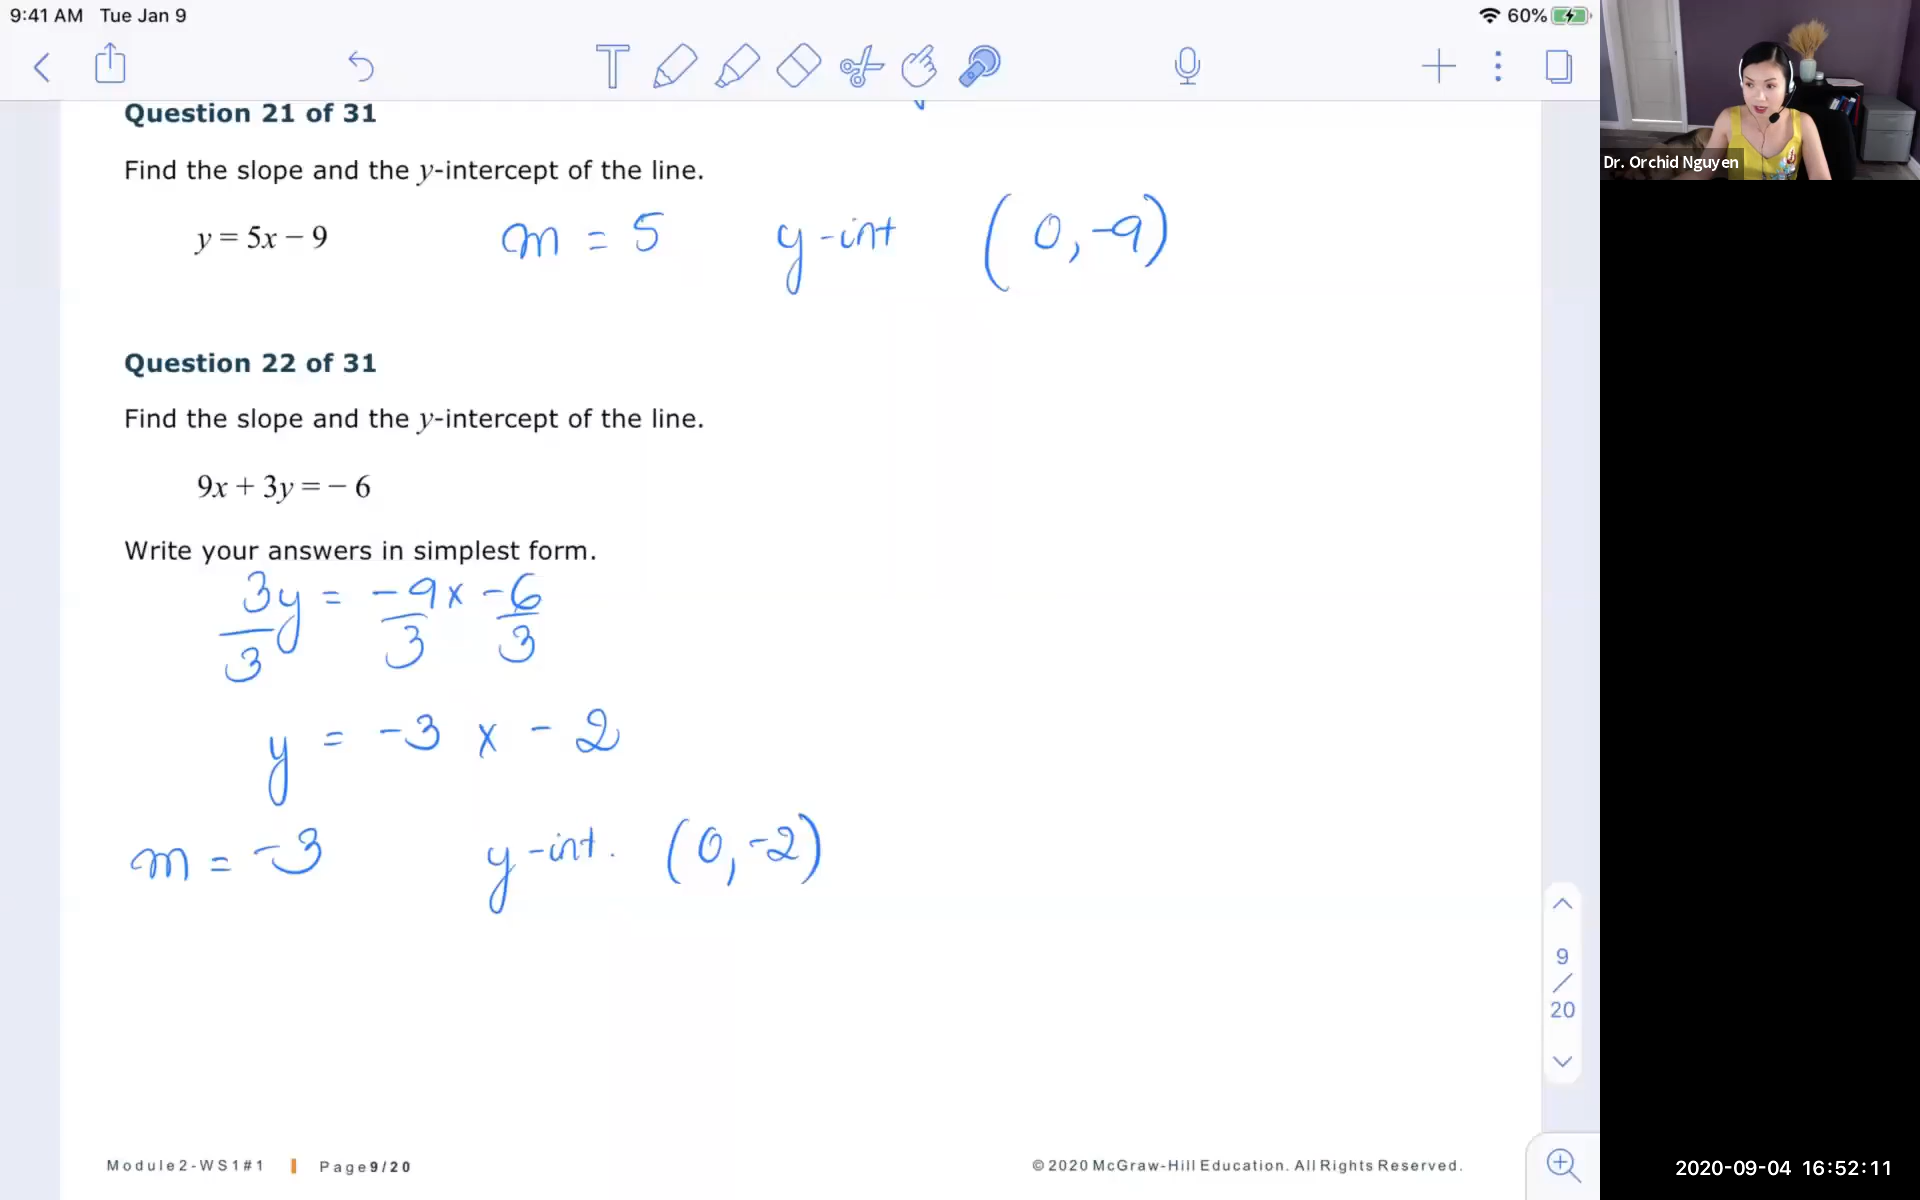 9:41 AM Tue Jan 9
60%
T
Question 21 of 31
Find the slope and the y-intercept of the line.
y = 5x − 9
m = 5 y-int (0, -9)
Question 22 of 31
Find the slope and the y-intercept of the line.
9x + 3y = − 6
Write your answers in simplest form.
3y/3 = -9x/3 -6/3
y = -3 x - 2
m = -3 y-int. (0, -2)
9
/
20
Module2-WS1#1 Page9/20
©2020 McGraw-Hill Education. All Rights Reserved.
Dr. Orchid Nguyen
2020-09-04 16:52:11